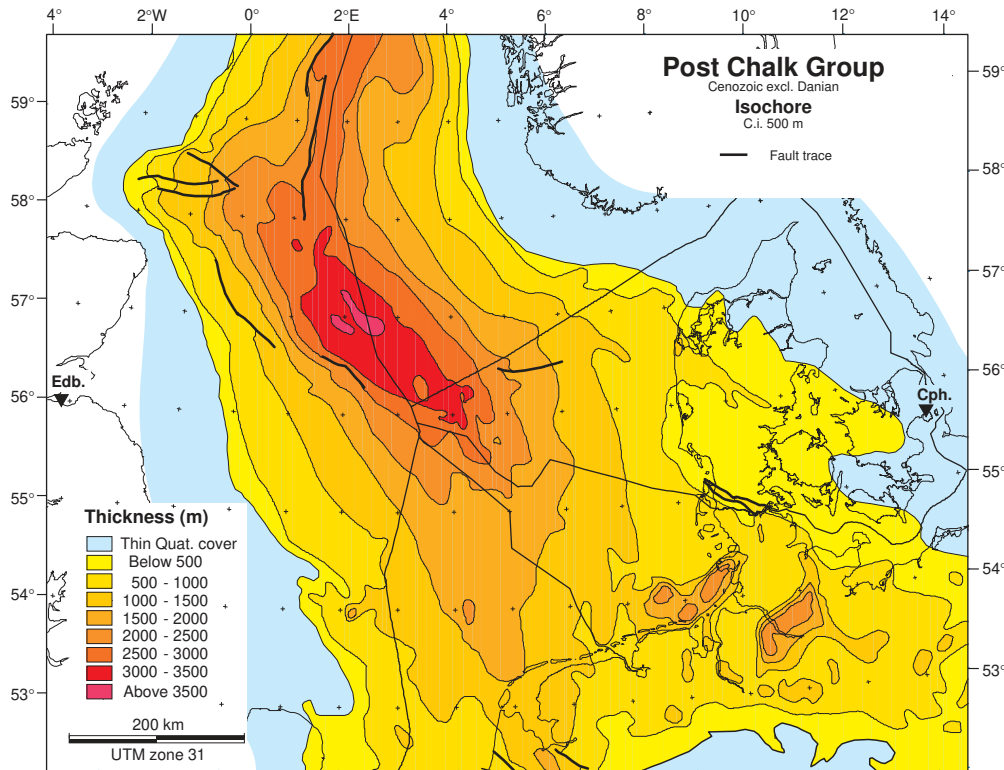 4° 2°W 0° 2°E 4° 6° 8° 10° 12° 14°
Post Chalk Group
Cenozoic excl. Danian
Isochore
C.i. 500 m
Fault trace
59° 59°
58° 58°
57° 57°
56° 56°
Edb. Cph.
55° 55°
54° 54°
53° 53°
Thickness (m)
Thin Quat. cover
Below 500
500 - 1000
1000 - 1500
1500 - 2000
2000 - 2500
2500 - 3000
3000 - 3500
Above 3500
200 km
UTM zone 31